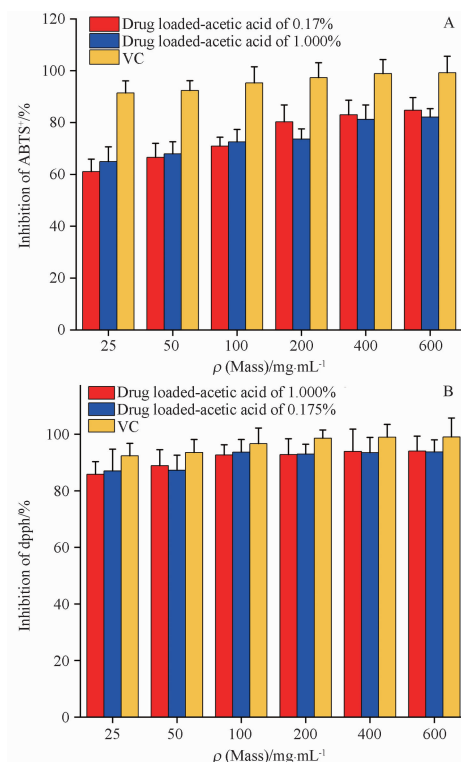 A
Drug loaded-acetic acid of 0.17%
Drug loaded-acetic acid of 1.000%
VC
Inhibition of ABTS⁺/%
120
100
80
60
40
20
0
25 50 100 200 400 600
ρ (Mass)/mg·mL⁻¹
B
Drug loaded-acetic acid of 1.000%
Drug loaded-acetic acid of 0.175%
VC
Inhibition of dpph/%
100
80
60
40
20
0
25 50 100 200 400 600
ρ (Mass)/mg·mL⁻¹